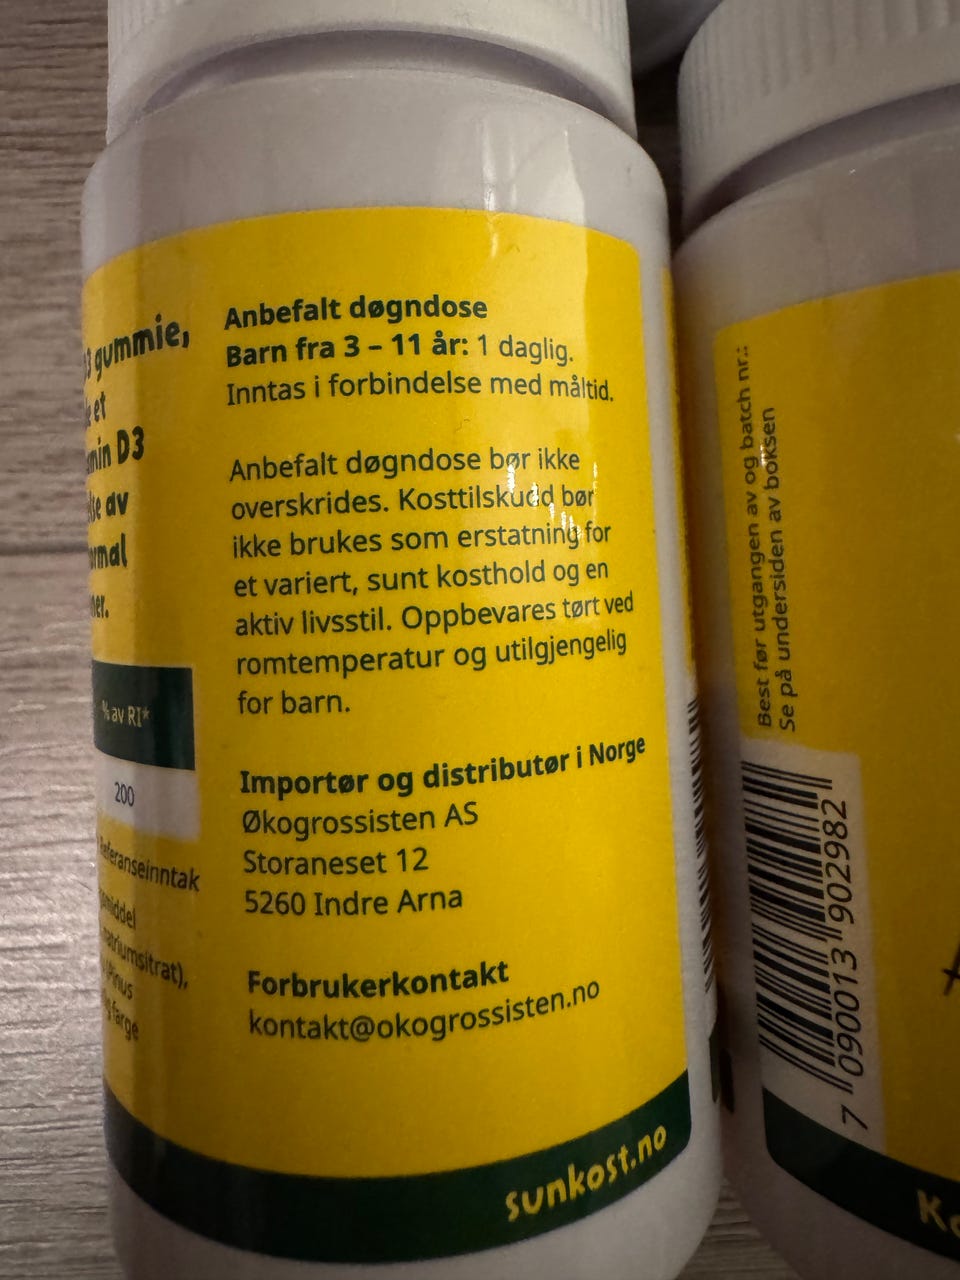 gummie,
et
D3
av
% av RI*
200
Referanseinntak
Anbefalt døgndose
Barn fra 3 – 11 år: 1 daglig.
Inntas i forbindelse med måltid.
Anbefalt døgndose bør ikke
overskrides. Kosttilskudd bør
ikke brukes som erstatning for
et variert, sunt kosthold og en
aktiv livsstil. Oppbevares tørt ved
romtemperatur og utilgjengelig
for barn.
Importør og distributør i Norge
Økogrossisten AS
Storaneset 12
5260 Indre Arna
Forbrukerkontakt
kontakt@okogrossisten.no
sunkost.no
Best før utgangen av og batch nr.:
Se på undersiden av boksen
7 090013 902982